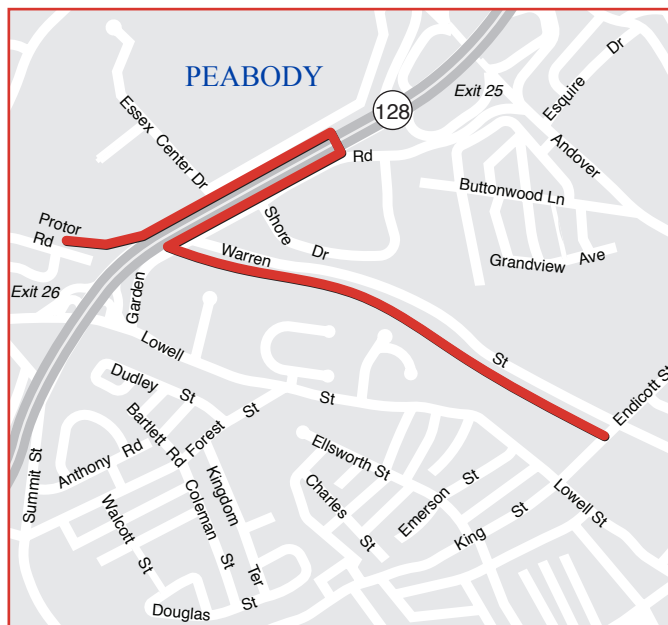 PEABODY
Exit 25
Esquire Dr
128
Essex Center Dr
Andover
Rd
Buttonwood Ln
Protor
Rd
Shore Dr
Warren St
Grandview Ave
Exit 26
Garden
Lowell St
Endicott St
Dudley St
Bartlett Rd
Forest St
Anthony Rd
Ellsworth St
Kingdom Ter
Charles St
Emerson St
Lowell St
Summit St
Walcott St
Coleman St
King St
Douglas St